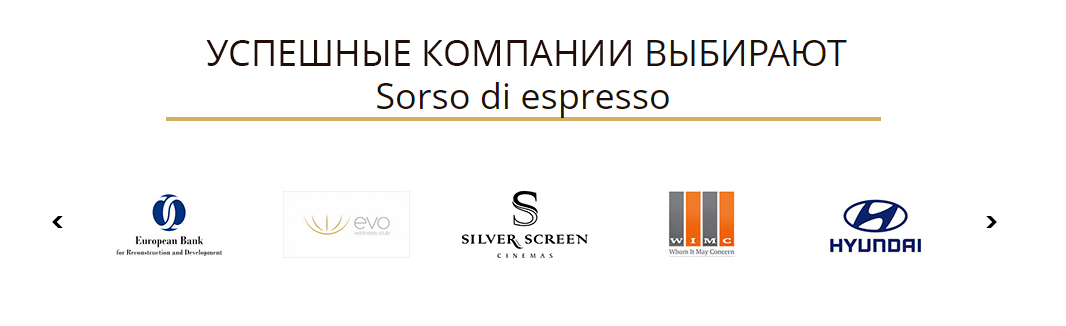 УСПЕШНЫЕ КОМПАНИИ ВЫБИРАЮТ
Sorso di espresso
European Bank
for Reconstruction and Development
evo
wellness club
S
SILVER SCREEN
CINEMAS
WIMC
Whom It May Concern
HYUNDAI